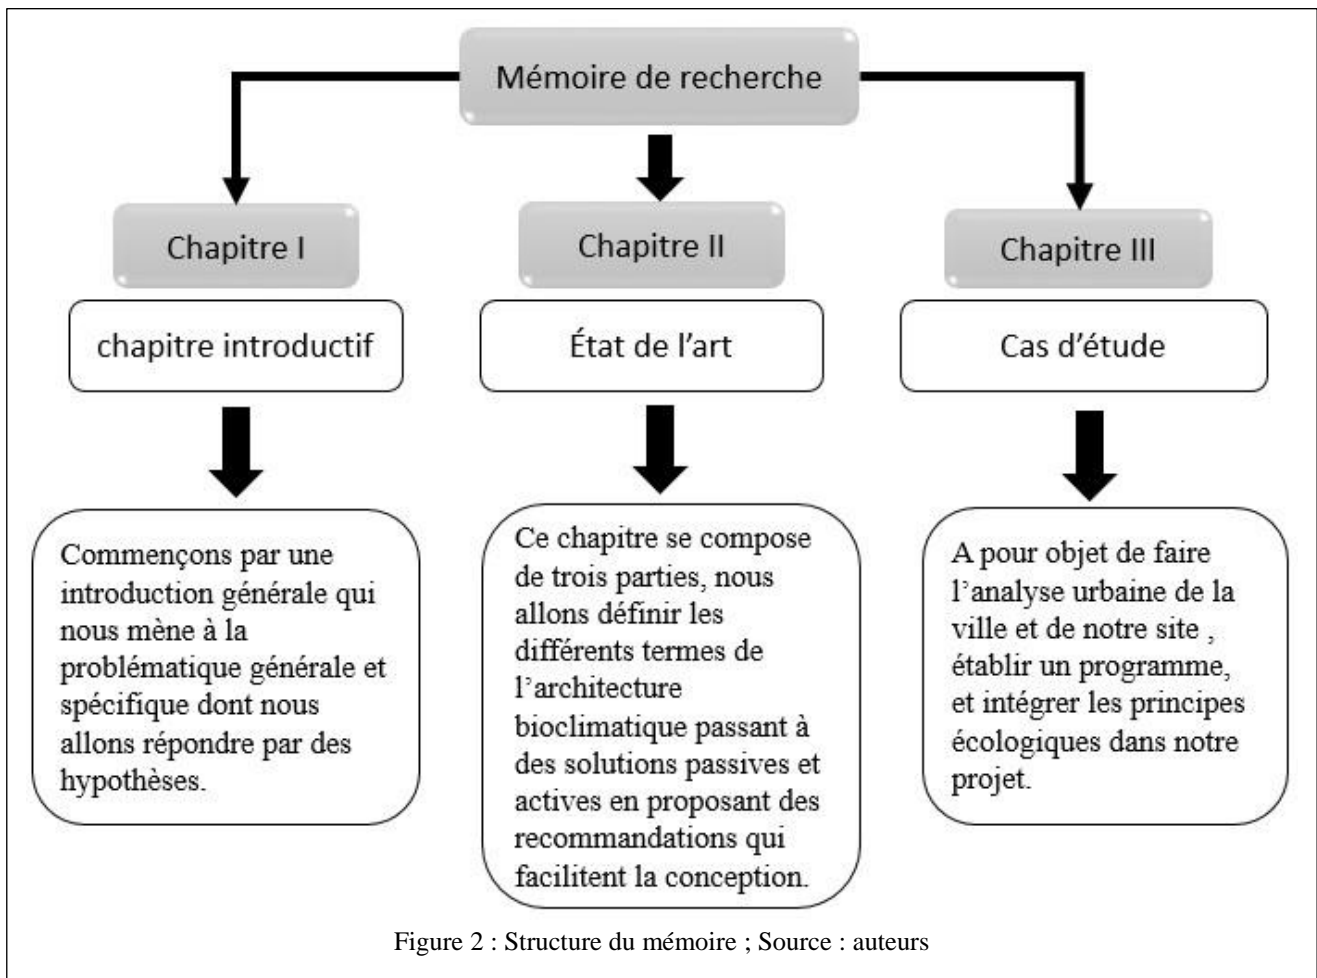 Mémoire de recherche
Chapitre I
chapitre introductif
Commençons par une
introduction générale qui
nous mène à la
problématique générale et
spécifique dont nous
allons répondre par des
hypothèses.
Chapitre II
État de l’art
Ce chapitre se compose
de trois parties, nous
allons définir les
différents termes de
l’architecture
bioclimatique passant à
des solutions passives et
actives en proposant des
recommandations qui
facilitent la conception.
Chapitre III
Cas d’étude
A pour objet de faire
l’analyse urbaine de la
ville et de notre site ,
établir un programme,
et intégrer les principes
écologiques dans notre
projet.
Figure 2 : Structure du mémoire ; Source : auteurs